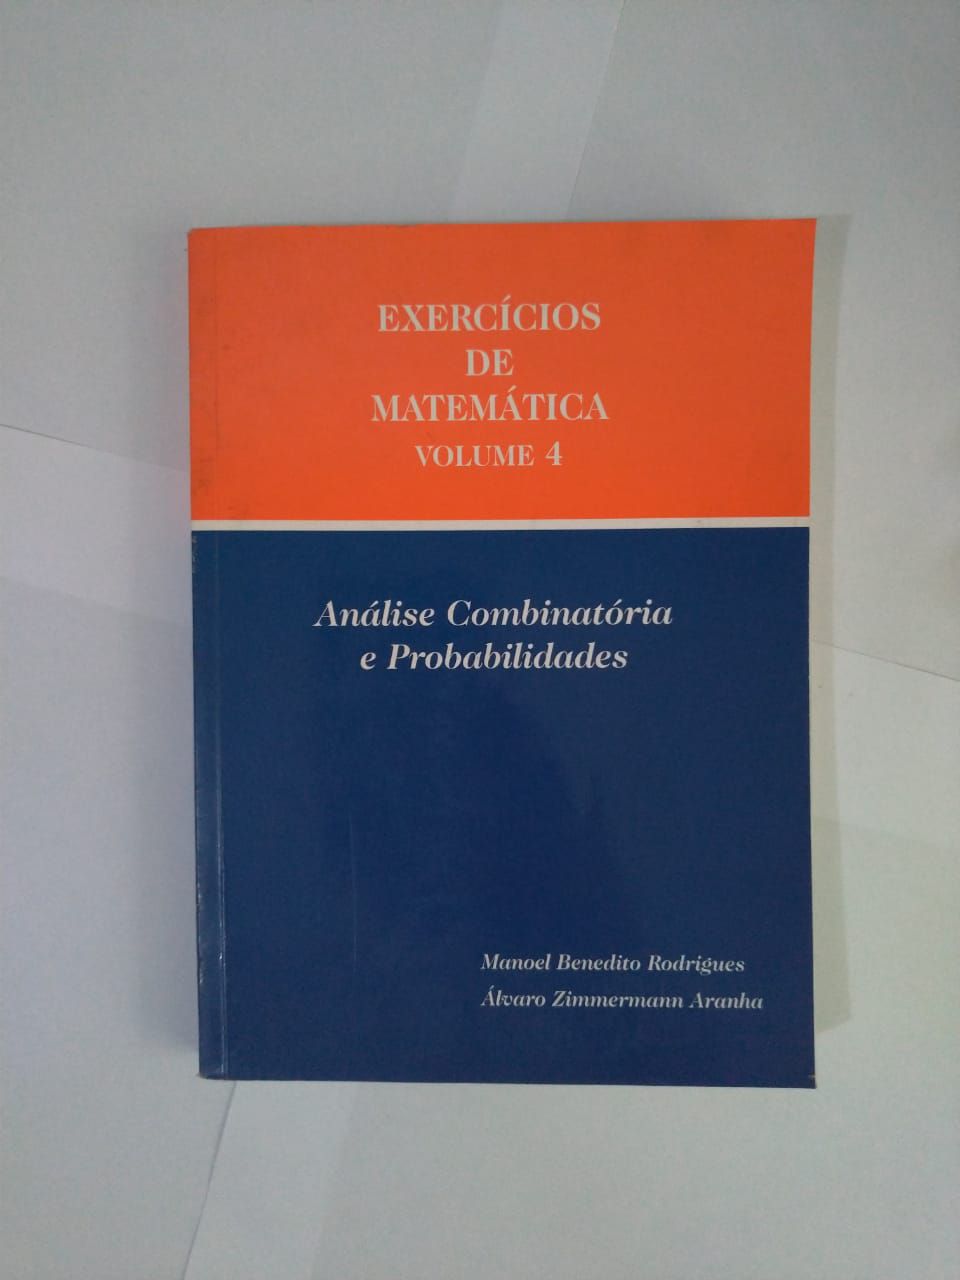 EXERCÍCIOS
DE
MATEMÁTICA
VOLUME 4
Análise Combinatória
e Probabilidades
Manoel Benedito Rodrigues
Álvaro Zimmermann Aranha